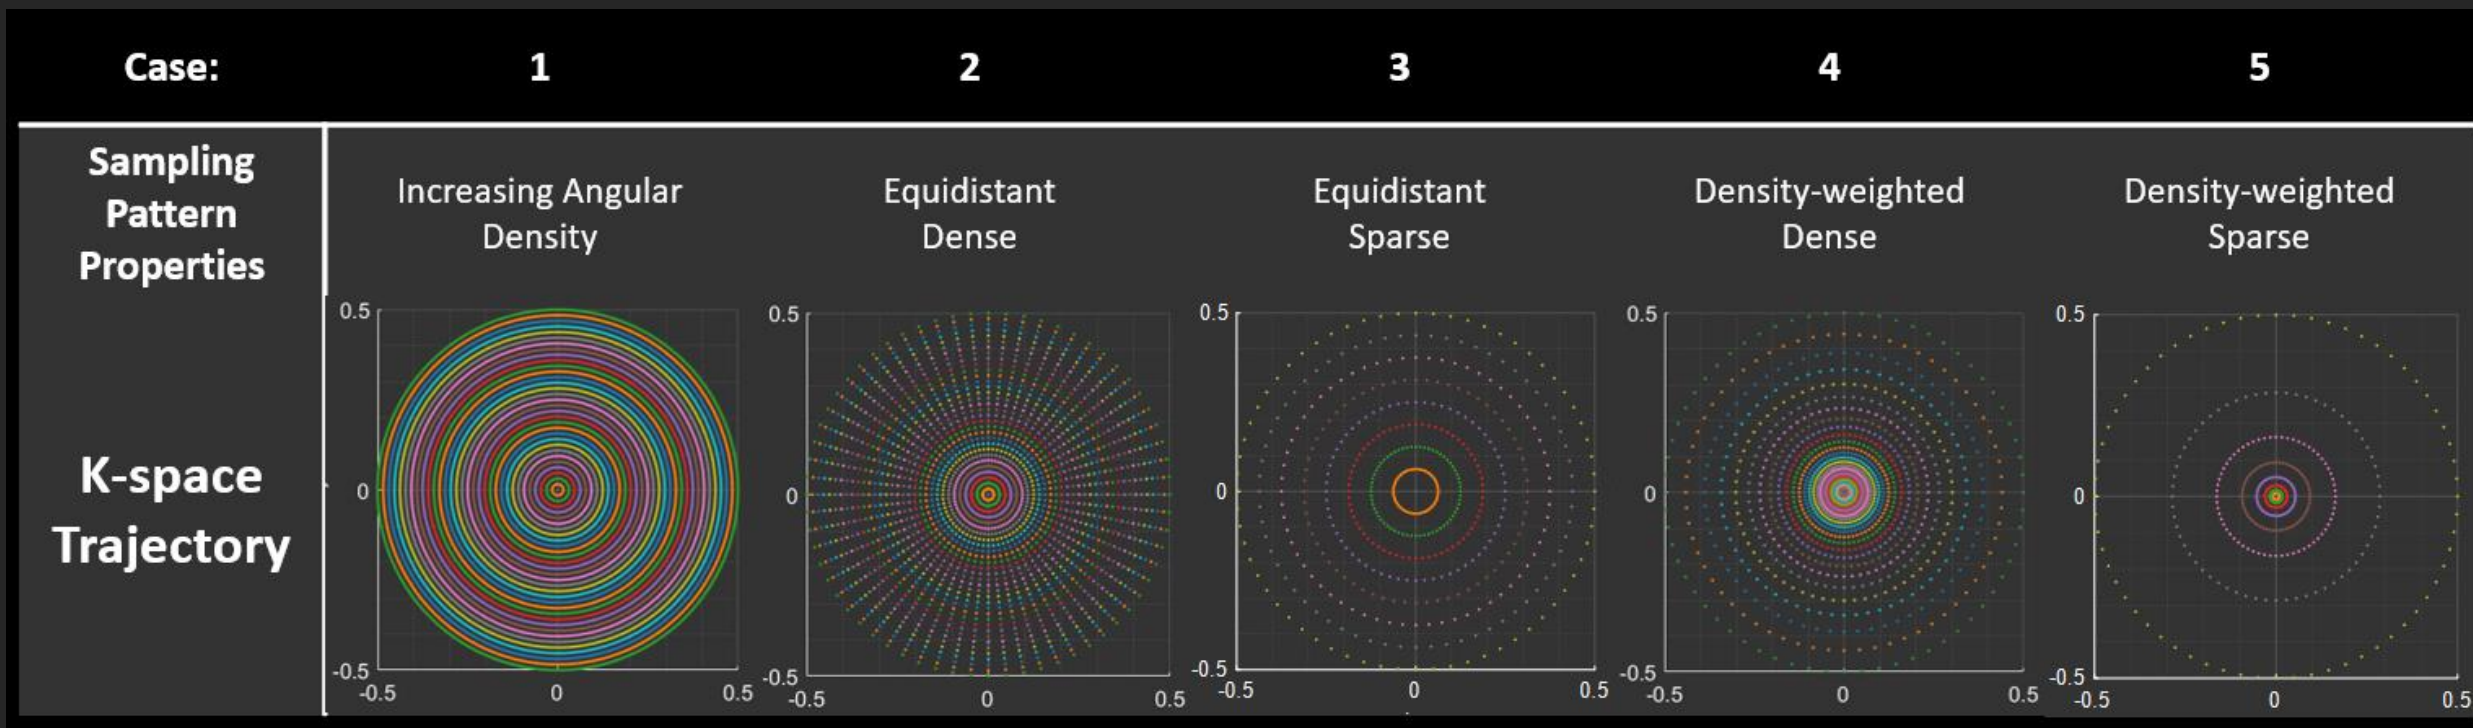 Case: 1 2 3 4 5
Sampling
Pattern
Properties
Increasing Angular
Density
Equidistant
Dense
Equidistant
Sparse
Density-weighted
Dense
Density-weighted
Sparse
K-space
Trajectory
0.5
0
-0.5
-0.5 0 0.5
0.5
0
-0.5
-0.5 0 0.5
0.5
0
-0.5
-0.5 0 0.5
0.5
0
-0.5
-0.5 0 0.5
0.5
0
-0.5
-0.5 0 0.5